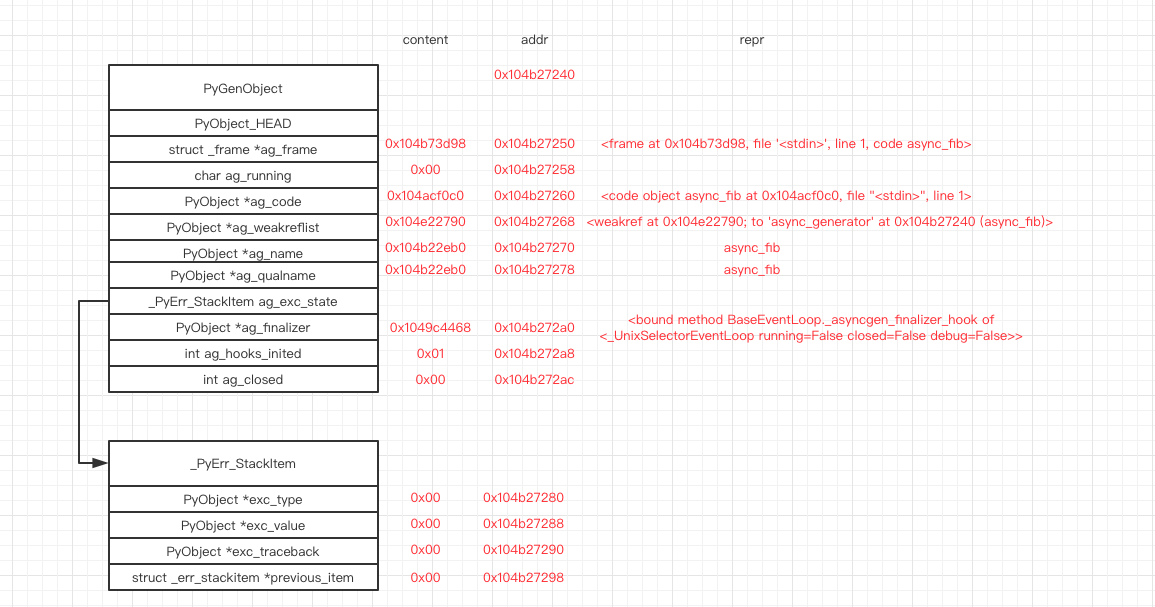 content addr repr
PyGenObject 0x104b27240
PyObject_HEAD
struct _frame *ag_frame 0x104b73d98 0x104b27250 <frame at 0x104b73d98, file '<stdin>', line 1, code async_fib>
char ag_running 0x00 0x104b27258
PyObject *ag_code 0x104acf0c0 0x104b27260 <code object async_fib at 0x104acf0c0, file "<stdin>", line 1>
PyObject *ag_weakreflist 0x104e22790 0x104b27268 <weakref at 0x104e22790; to 'async_generator' at 0x104b27240 (async_fib)>
PyObject *ag_name 0x104b22eb0 0x104b27270 async_fib
PyObject *ag_qualname 0x104b22eb0 0x104b27278 async_fib
_PyErr_StackItem ag_exc_state
PyObject *ag_finalizer 0x1049c4468 0x104b272a0 <bound method BaseEventLoop._asyncgen_finalizer_hook of
<_UnixSelectorEventLoop running=False closed=False debug=False>>
int ag_hooks_inited 0x01 0x104b272a8
int ag_closed 0x00 0x104b272ac
_PyErr_StackItem
PyObject *exc_type 0x00 0x104b27280
PyObject *exc_value 0x00 0x104b27288
PyObject *exc_traceback 0x00 0x104b27290
struct _err_stackitem *previous_item 0x00 0x104b27298